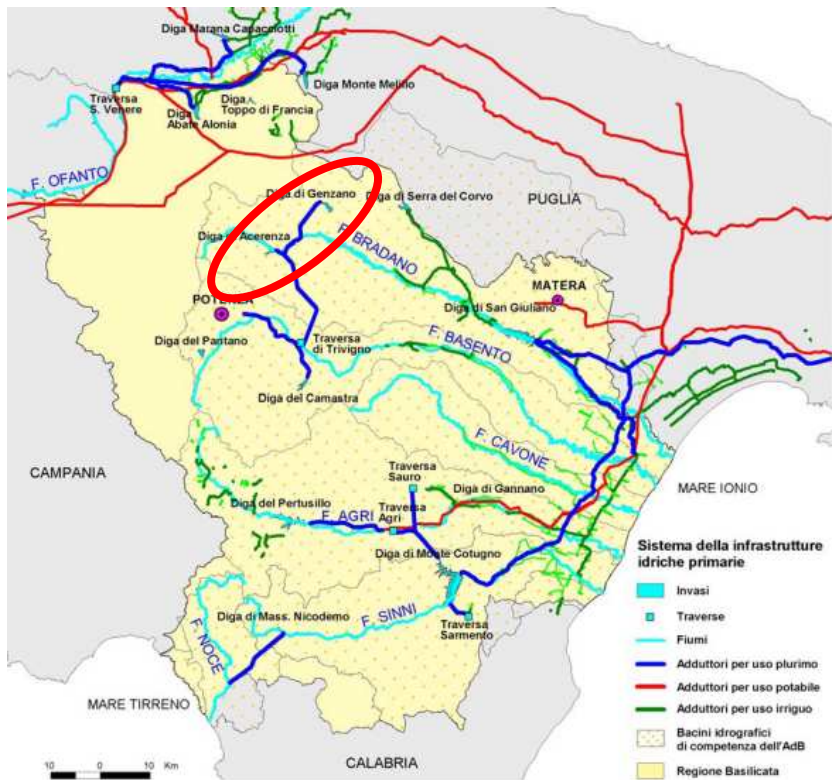 Diga Marana Capacciotti
Diga Monte Melillo
Traversa
S. Venere
Diga
Toppo di Francia
Diga
Abate Alonia
F. OFANTO
Diga di Genzano
Diga di Serra del Corvo
PUGLIA
Diga di Acerenza
F. BRADANO
MATERA
POTENZA
Diga di San Giuliano
Diga del Pantano
Traversa
di Trivigno
F. BASENTO
Diga del Camastra
F. CAVONE
CAMPANIA
Traversa
Sauro
Diga di Gannano
MARE IONIO
Diga del Pertusillo
F. AGRI
Traversa
Agri
Diga di Monte Cotugno
F. NOCE
Diga di Mass. Nicodemo
F. SINNI
Traversa
Sarmento
MARE TIRRENO
CALABRIA
10 0 10 Km
Sistema della infrastrutture
idriche primarie
Invasi
Traverse
Fiumi
Adduttori per uso plurimo
Adduttori per uso potabile
Adduttori per uso irriguo
Bacini idrografici
di competenza dell'AdB
Regione Basilicata